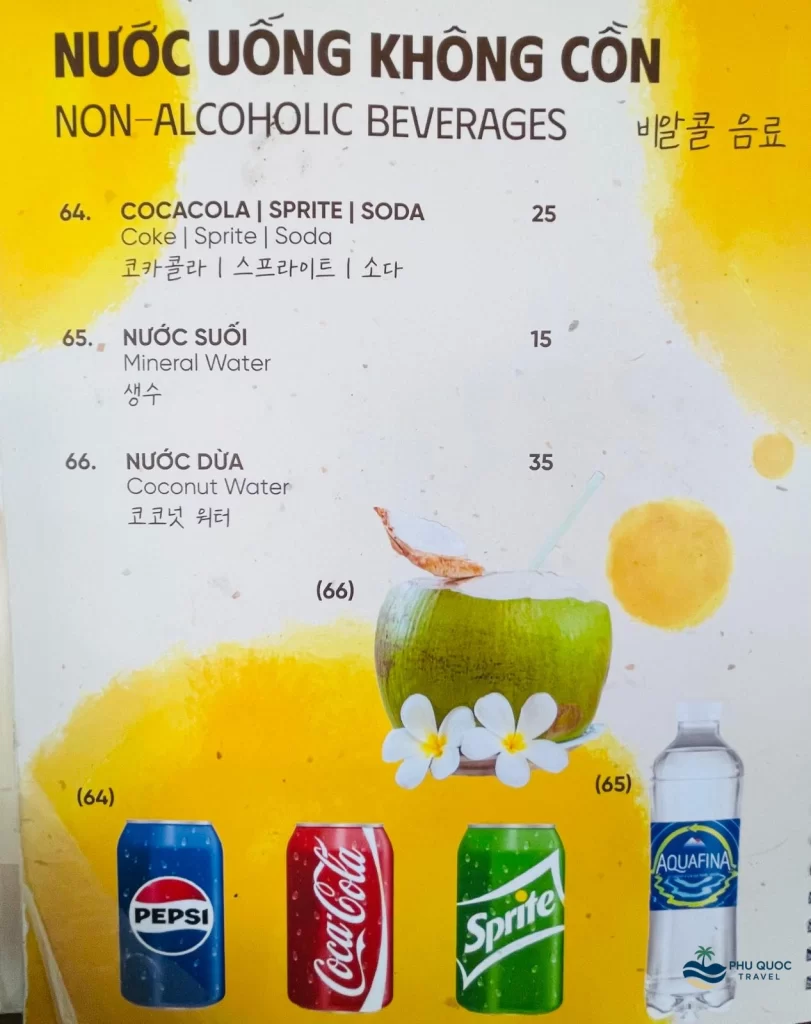 NƯỚC UỐNG KHÔNG CỒN
NON-ALCOHOLIC BEVERAGES 비알콜 음료
64. COCACOLA | SPRITE | SODA 25
Coke | Sprite | Soda
코카콜라 | 스프라이트 | 소다
65. NƯỚC SUỐI 15
Mineral Water
생수
66. NƯỚC DỪA 35
Coconut Water
코코넛 워터
(66)
(65)
(64)
PEPSI
Coca-Cola
Sprite
AQUAFINA
PHU QUOC
TRAVEL